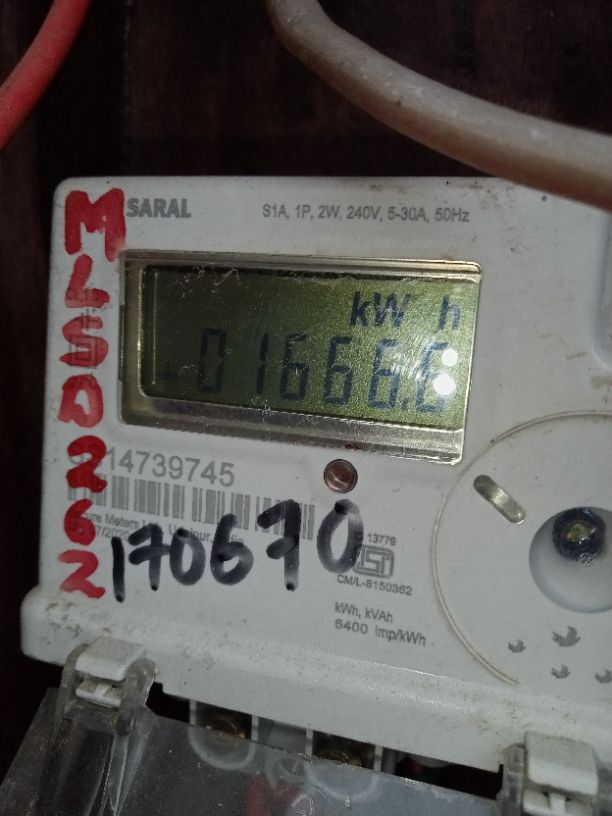 SARAL
S1A, 1P, 2W, 240V, 5-30A, 50Hz
MLSD262
kW h
01666.6
14739745
170670
13779
CM/L-8150362
kWh, kVAh
6400 imp/kWh